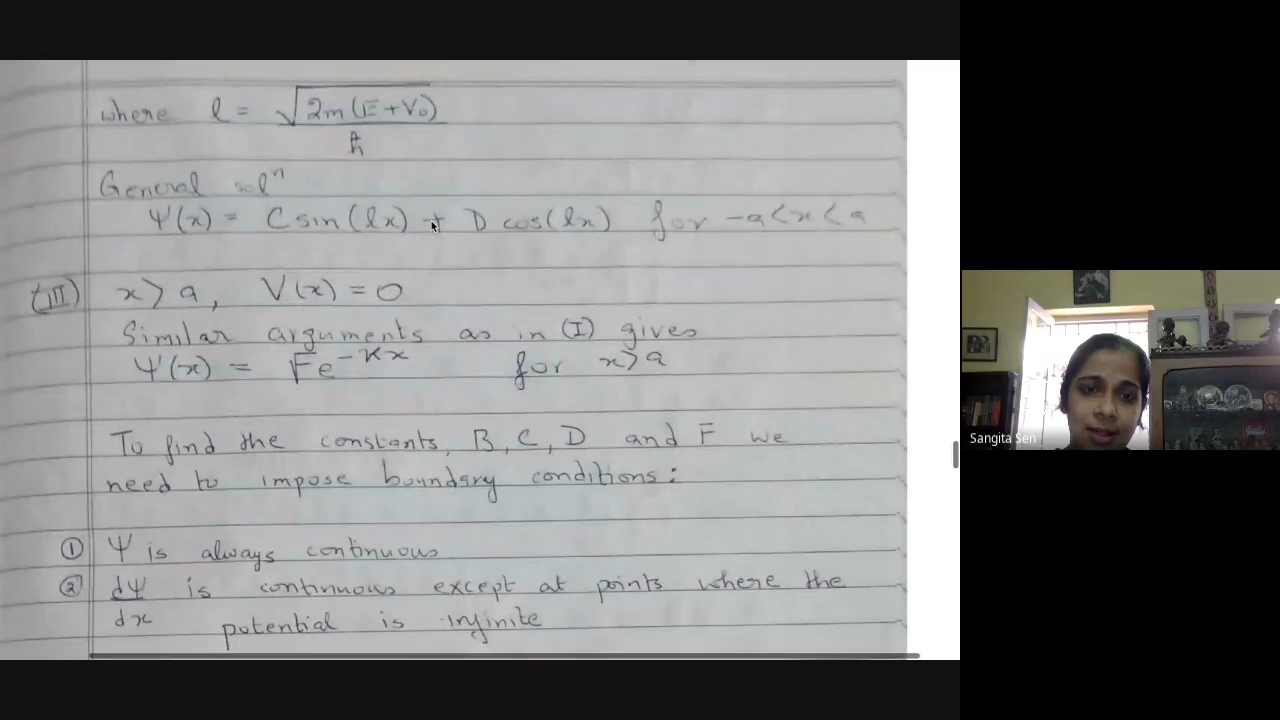 where l = √2m(E+V₀)
ħ
General solⁿ
Ψ(x) = C sin(lx) + D cos(lx) for -a<x<a
(III) x > a, V(x) = 0
Similar arguments as in (I) gives
Ψ(x) = Fe^-κx for x>a
To find the constants, B, C, D and F we
need to impose boundary conditions:
① Ψ is always continuous
② dΨ is continuous except at points where the
dx potential is infinite
Sangita Sen